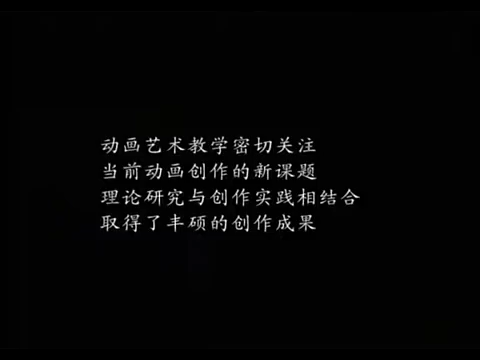 动画艺术教学密切关注
当前动画创作的新课题
理论研究与创作实践相结合
取得了丰硕的创作成果